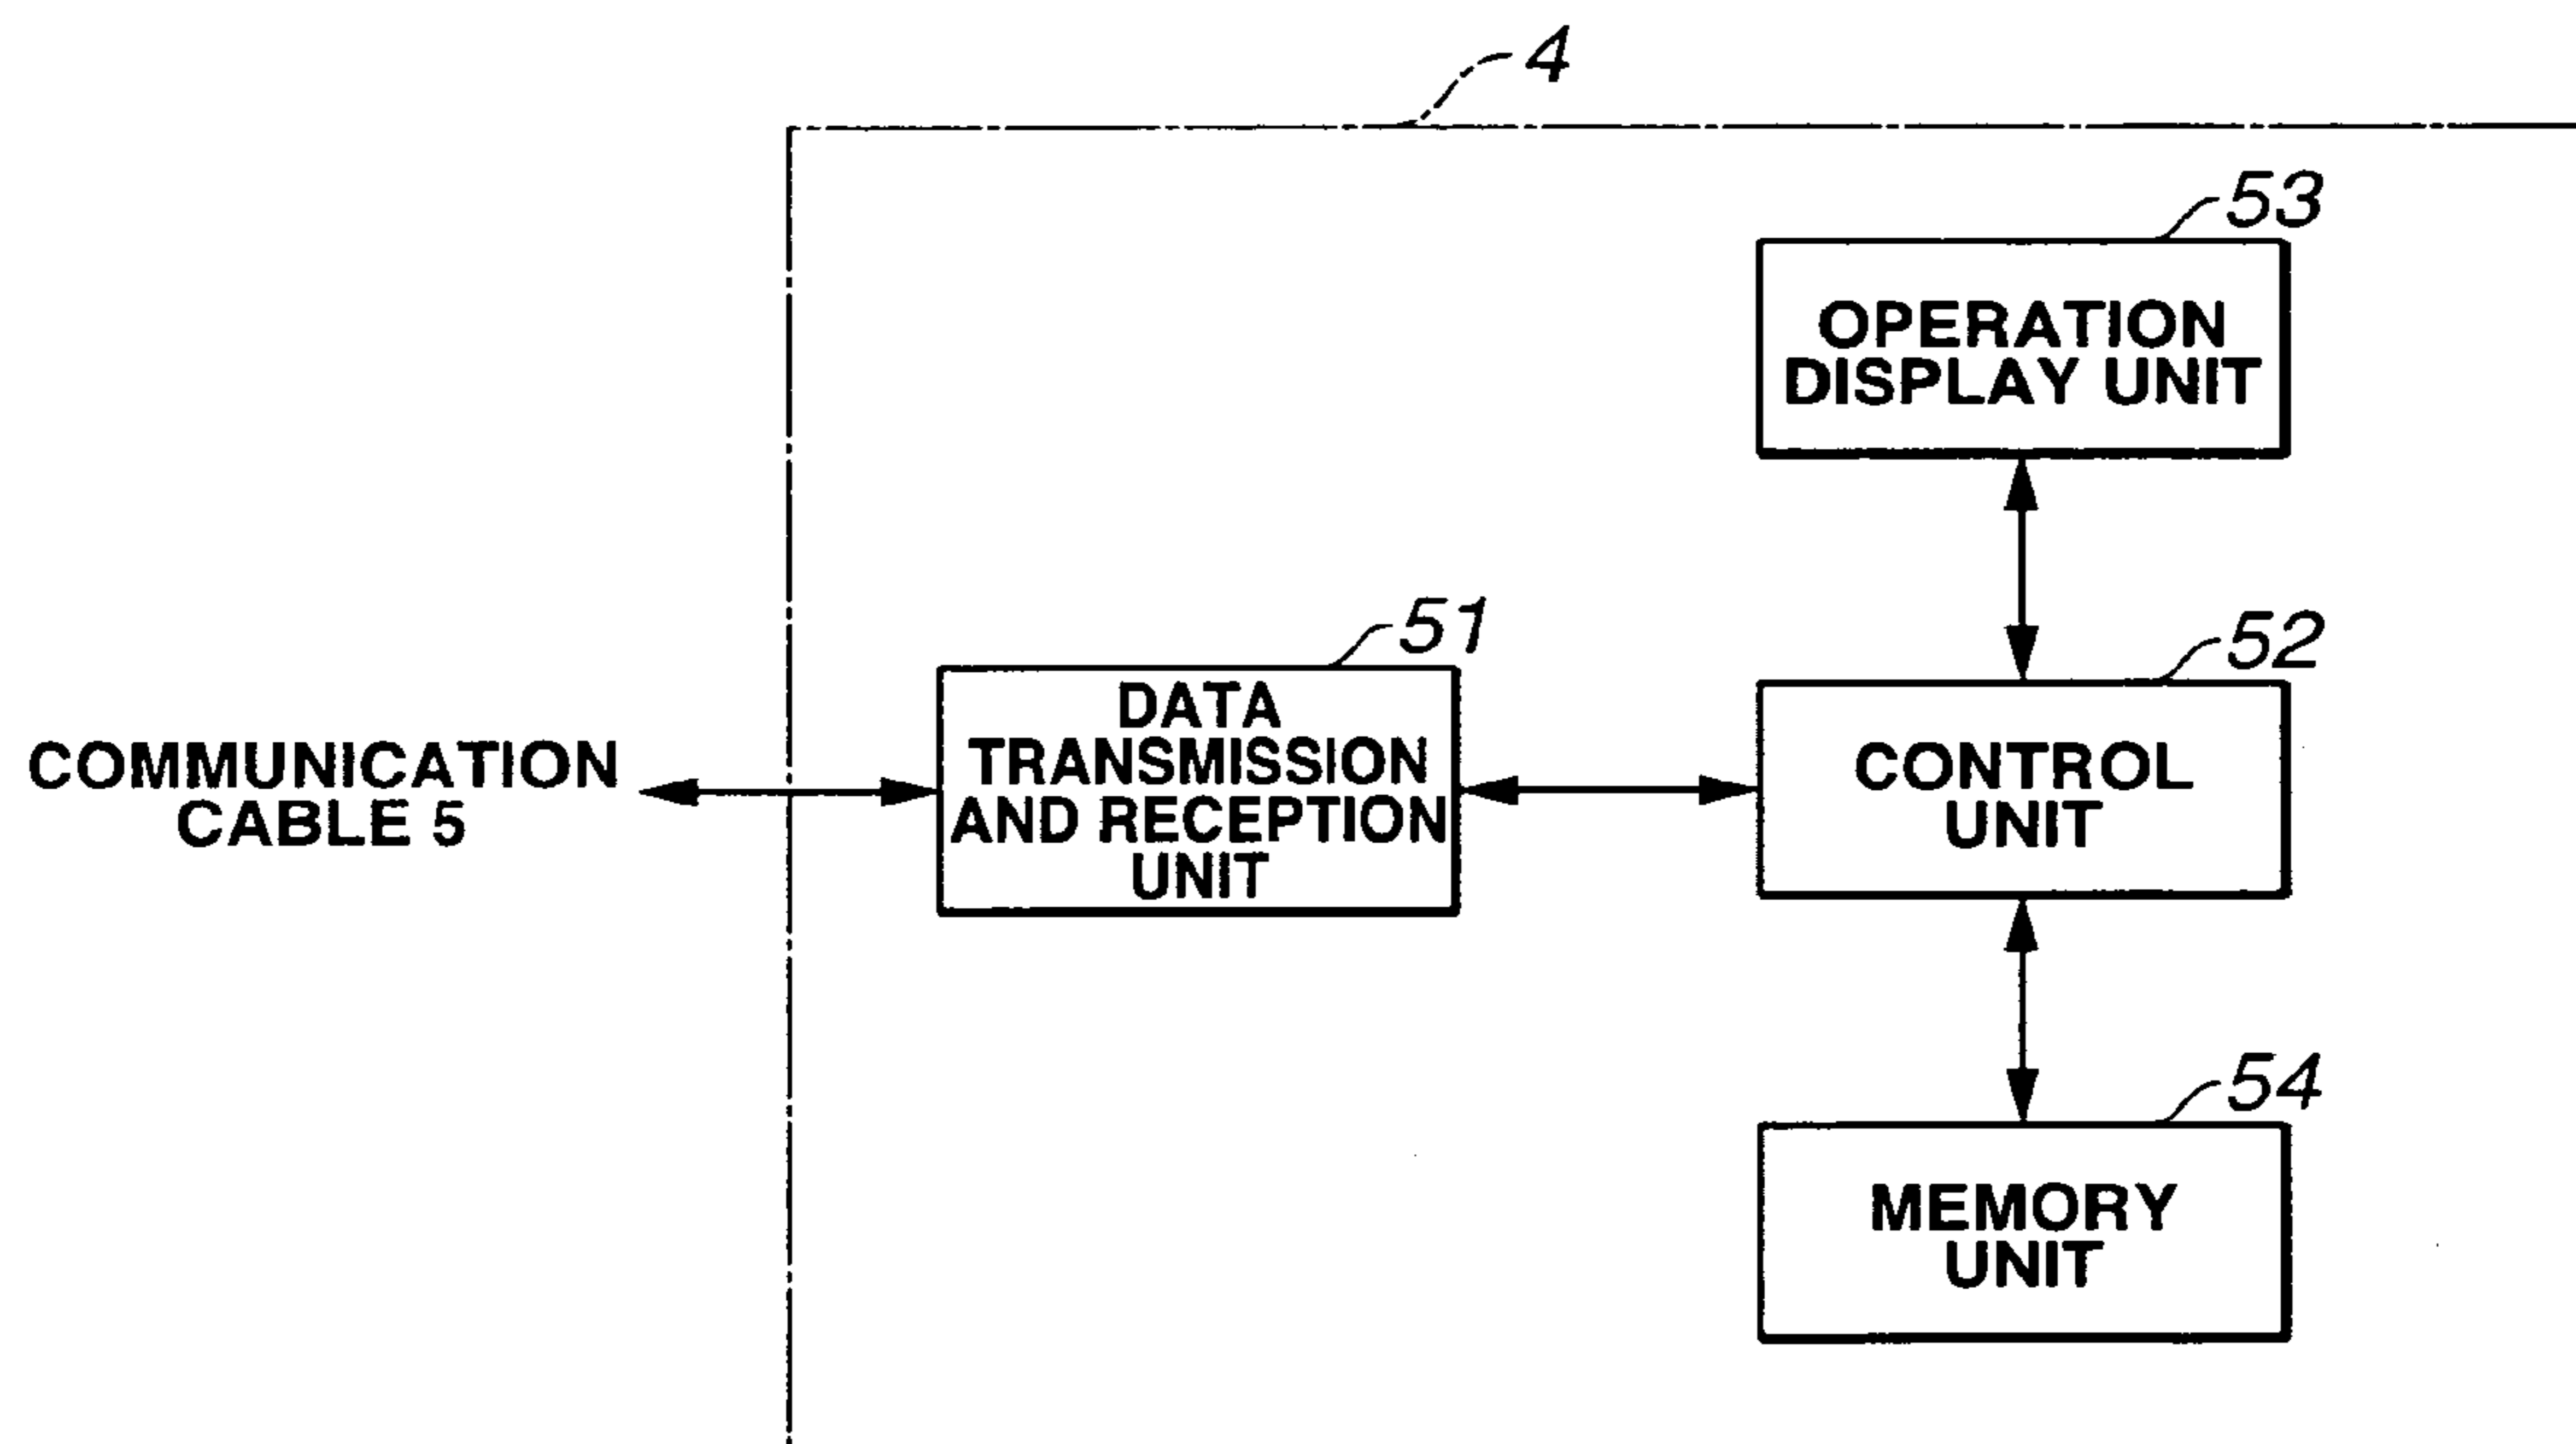 4
53
OPERATION
DISPLAY UNIT
51
DATA
TRANSMISSION
AND RECEPTION
UNIT
52
CONTROL
UNIT
COMMUNICATION
CABLE 5
54
MEMORY
UNIT